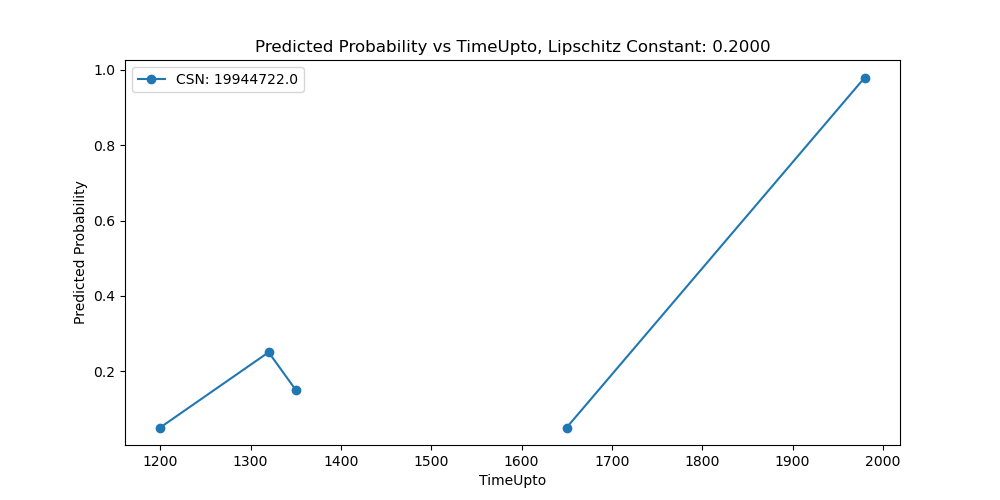 Predicted Probability vs TimeUpto, Lipschitz Constant: 0.2000
CSN: 19944722.0
Predicted Probability
1.0
0.8
0.6
0.4
0.2
1200 1300 1400 1500 1600 1700 1800 1900 2000
TimeUpto